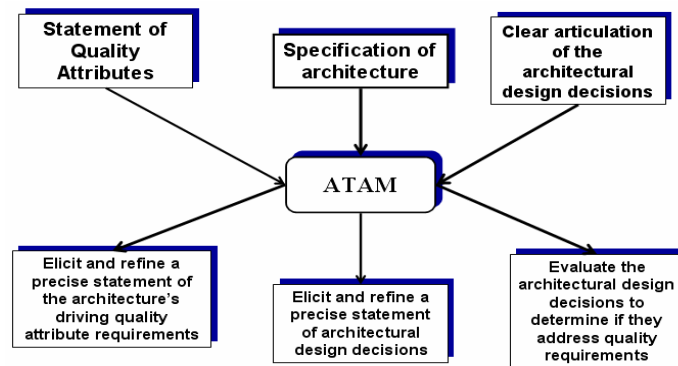 Statement of
Quality
Attributes
Specification of
architecture
Clear articulation
of the
architectural
design decisions
ATAM
Elicit and refine a
precise statement of
the architecture's
driving quality
attribute requirements
Elicit and refine a
precise statement
of architectural
design decisions
Evaluate the
architectural design
decisions to
determine if they
address quality
requirements